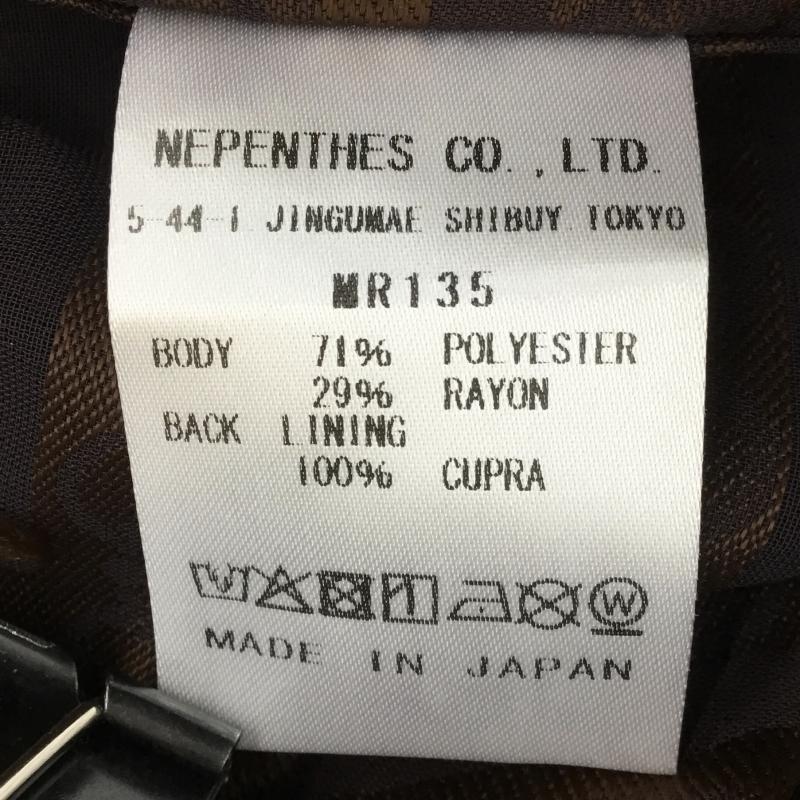 NEPENTHES CO.,LTD.
5-44-1 JINGUMAE SHIBUY TOKYO
MR135
BODY 71% POLYESTER
29% RAYON
BACK LINING
100% CUPRA
W
MADE IN JAPAN